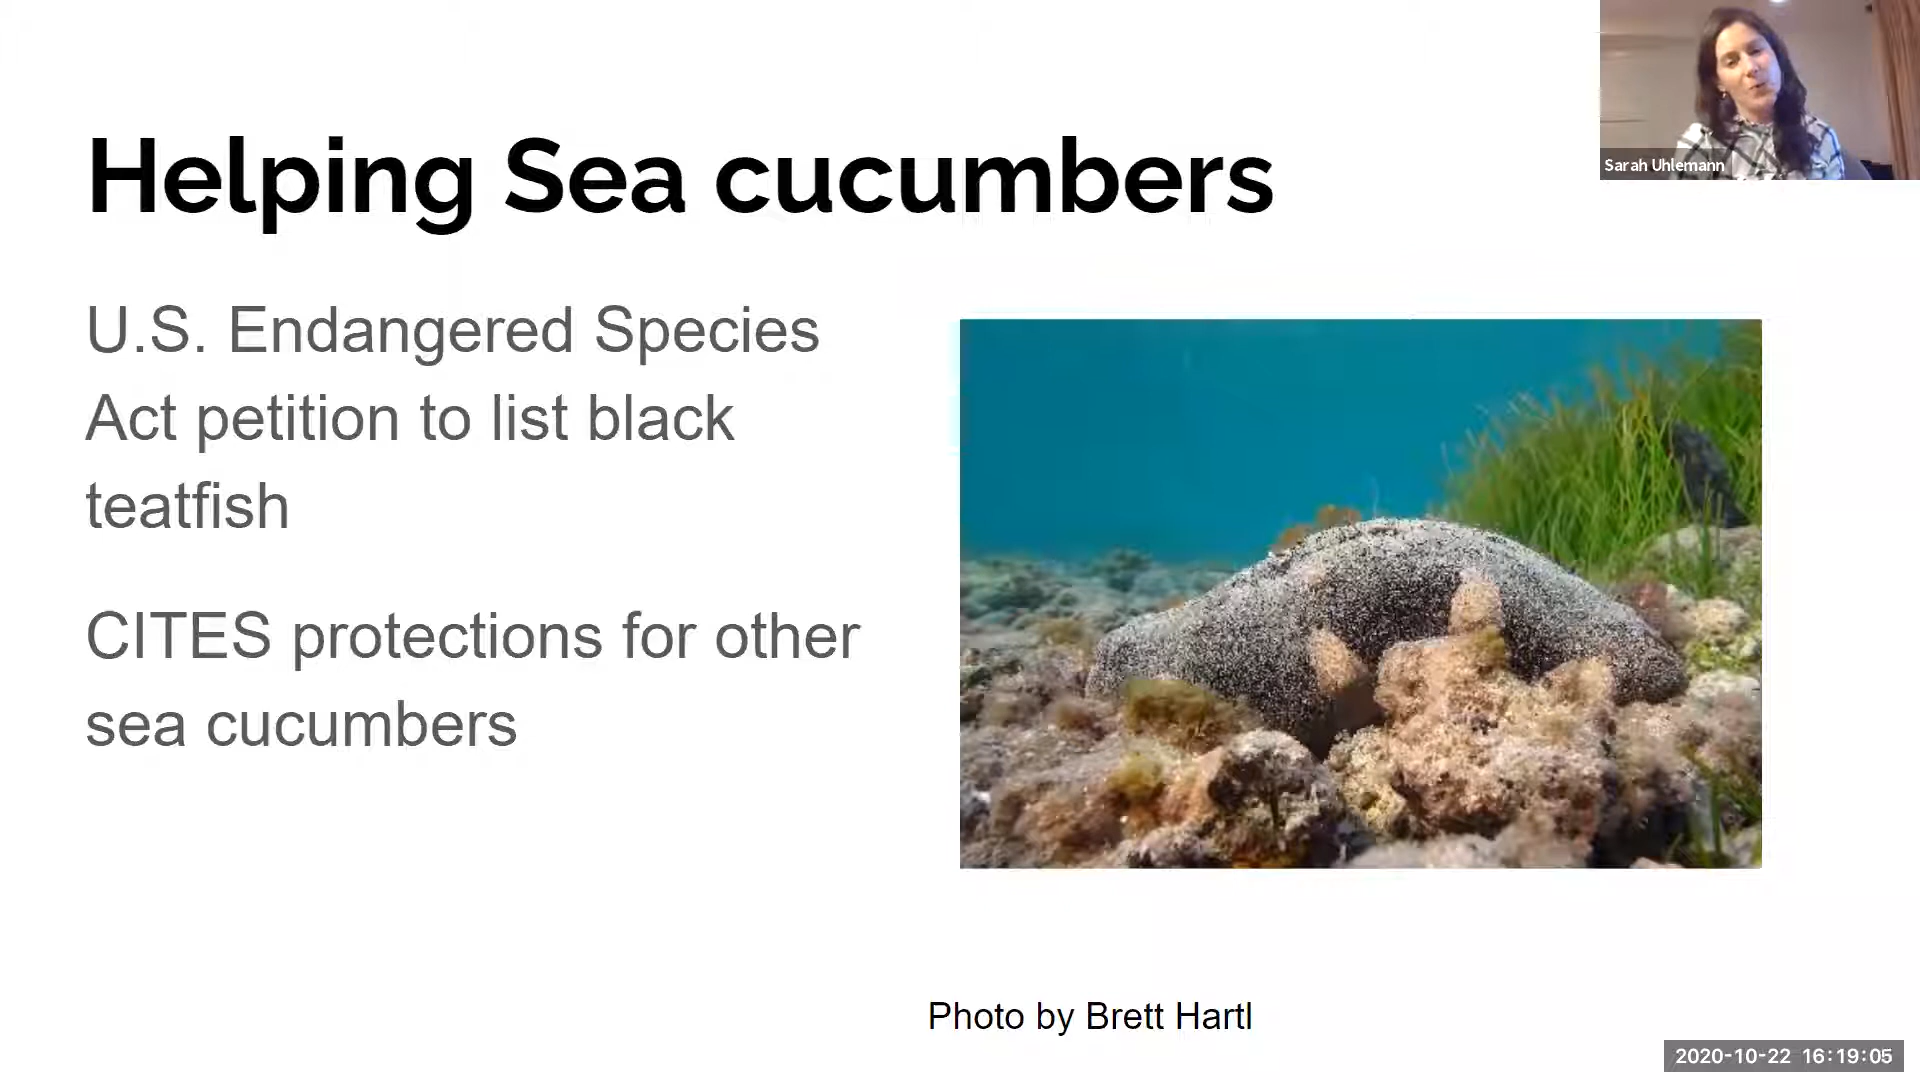 Sarah Uhlemann
Helping Sea cucumbers
U.S. Endangered Species
Act petition to list black
teatfish
CITES protections for other
sea cucumbers
Photo by Brett Hartl
2020-10-22 16:19:05